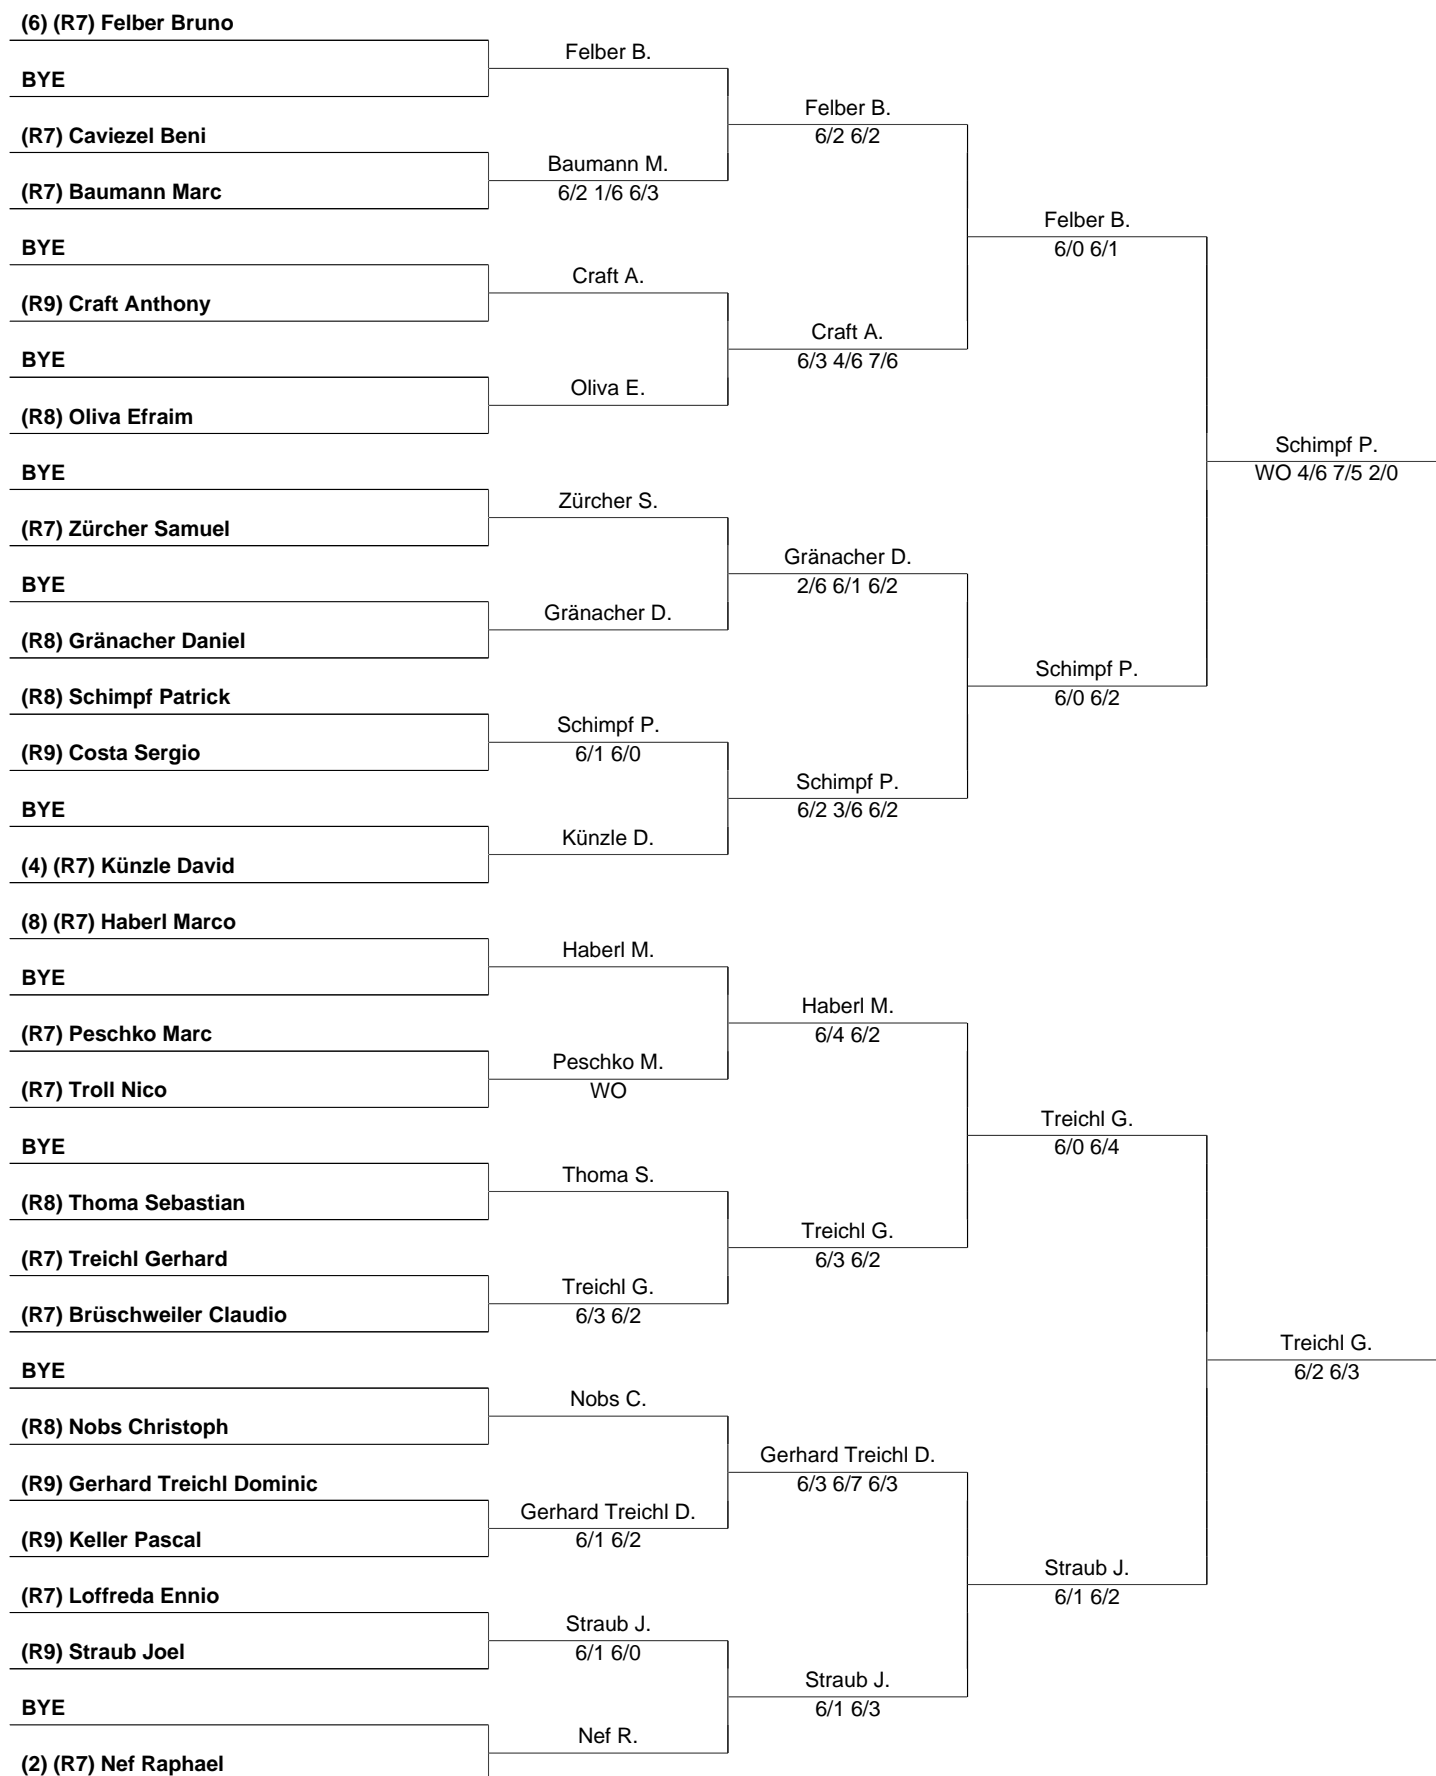 (6) (R7) Felber Bruno
Felber B.
BYE
Felber B.
(R7) Caviezel Beni
6/2 6/2
Baumann M.
(R7) Baumann Marc
6/2 1/6 6/3
Felber B.
BYE
6/0 6/1
Craft A.
(R9) Craft Anthony
Craft A.
BYE
6/3 4/6 7/6
Oliva E.
(R8) Oliva Efraim
Schimpf P.
BYE
WO 4/6 7/5 2/0
Zürcher S.
(R7) Zürcher Samuel
Gränacher D.
BYE
2/6 6/1 6/2
Gränacher D.
(R8) Gränacher Daniel
Schimpf P.
(R8) Schimpf Patrick
6/0 6/2
Schimpf P.
(R9) Costa Sergio
6/1 6/0
Schimpf P.
BYE
6/2 3/6 6/2
Künzle D.
(4) (R7) Künzle David
(8) (R7) Haberl Marco
Haberl M.
BYE
Haberl M.
(R7) Peschko Marc
6/4 6/2
Peschko M.
(R7) Troll Nico
WO
Treichl G.
BYE
6/0 6/4
Thoma S.
(R8) Thoma Sebastian
Treichl G.
(R7) Treichl Gerhard
6/3 6/2
Treichl G.
(R7) Brüschweiler Claudio
6/3 6/2
Treichl G.
BYE
6/2 6/3
Nobs C.
(R8) Nobs Christoph
Gerhard Treichl D.
(R9) Gerhard Treichl Dominic
6/3 6/7 6/3
Gerhard Treichl D.
(R9) Keller Pascal
6/1 6/2
Straub J.
(R7) Loffreda Ennio
6/1 6/2
Straub J.
(R9) Straub Joel
6/1 6/0
Straub J.
BYE
6/1 6/3
Nef R.
(2) (R7) Nef Raphael